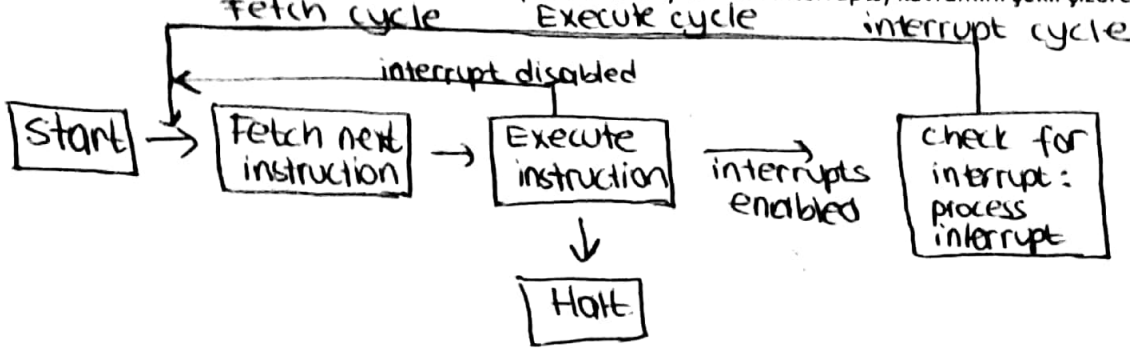 Fetch cycle Execute cycle interrupt cycle
interrupt disabled
Start
Fetch next
instruction
Execute
instruction
interrupts
enabled
check for
interrupt:
process
interrupt
Halt